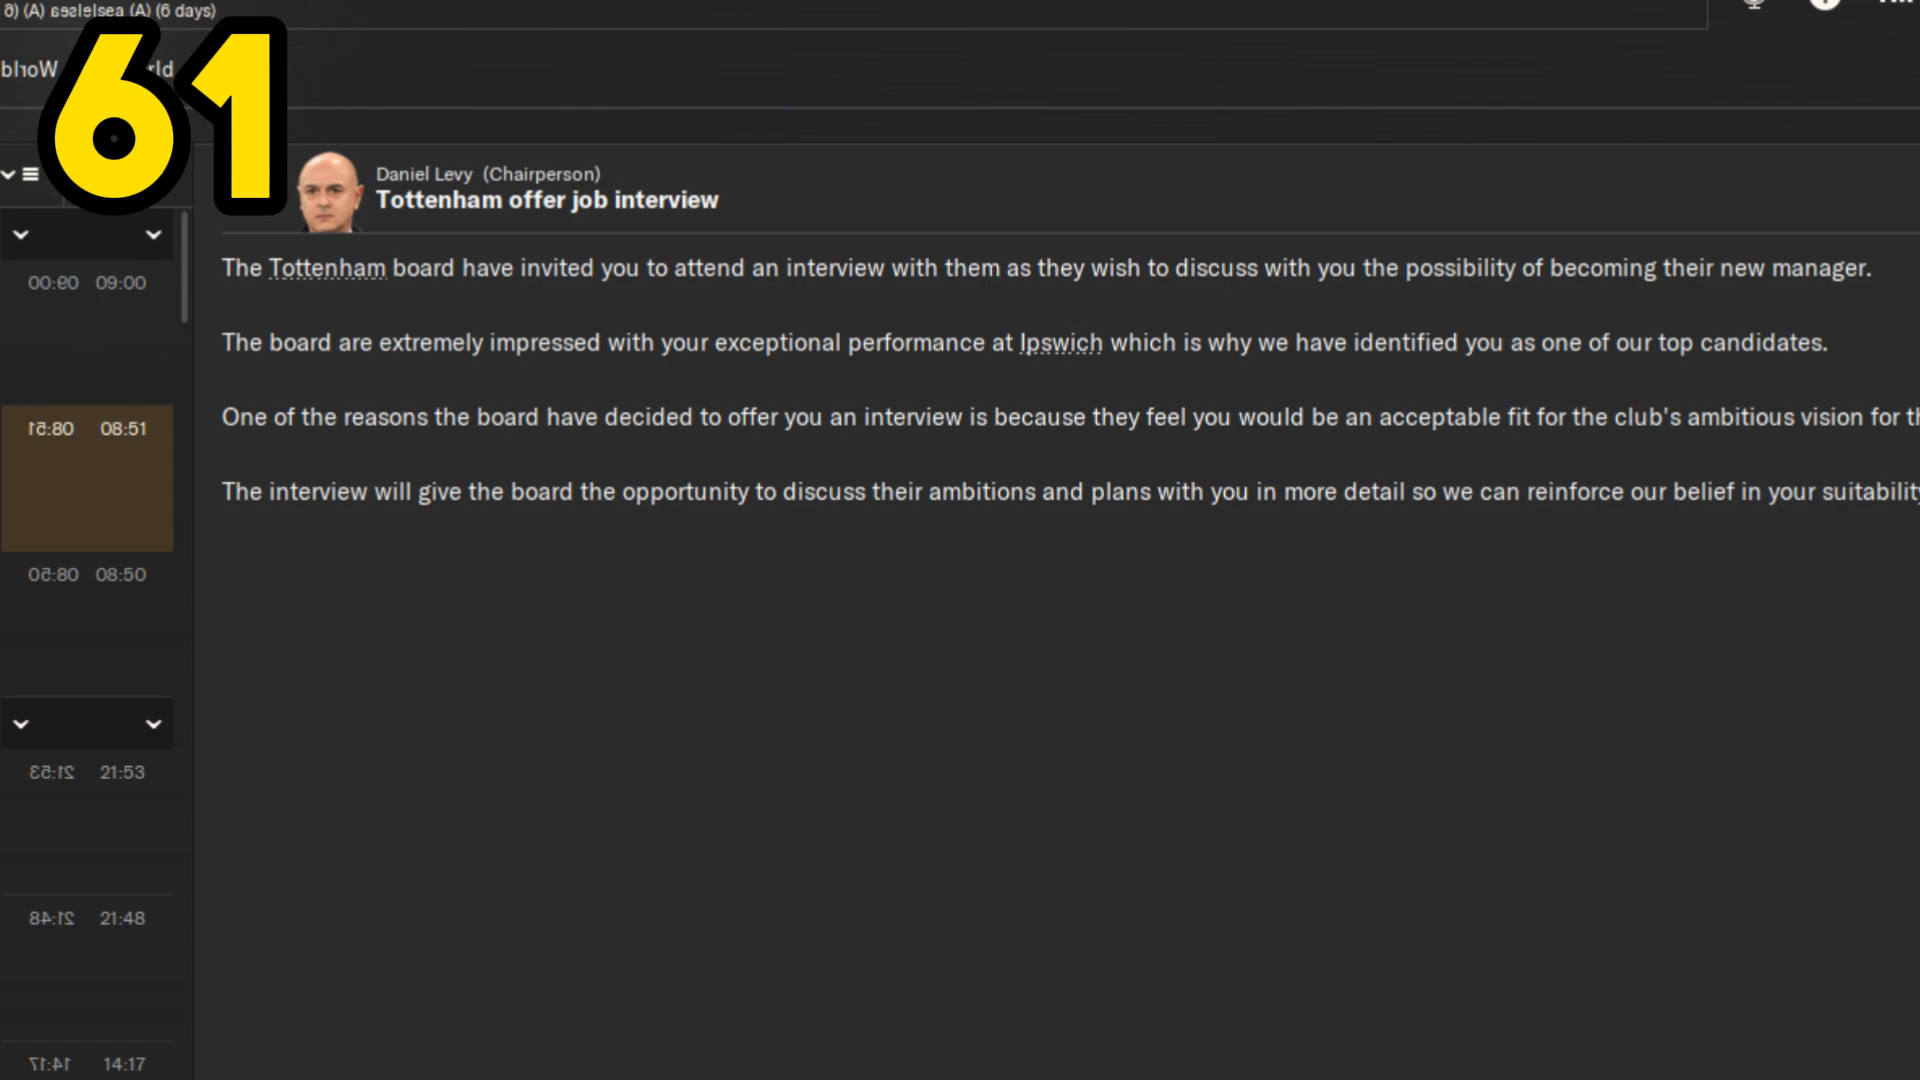 (A) (6 days)
61
Daniel Levy (Chairperson)
Tottenham offer job interview
09:00
The Tottenham board have invited you to attend an interview with them as they wish to discuss with you the possibility of becoming their new manager.
The board are extremely impressed with your exceptional performance at Ipswich which is why we have identified you as one of our top candidates.
08:51
One of the reasons the board have decided to offer you an interview is because they feel you would be an acceptable fit for the club's ambitious vision for
The interview will give the board the opportunity to discuss their ambitions and plans with you in more detail so we can reinforce our belief in your suitability
08:50
21:53
21:48
14:17